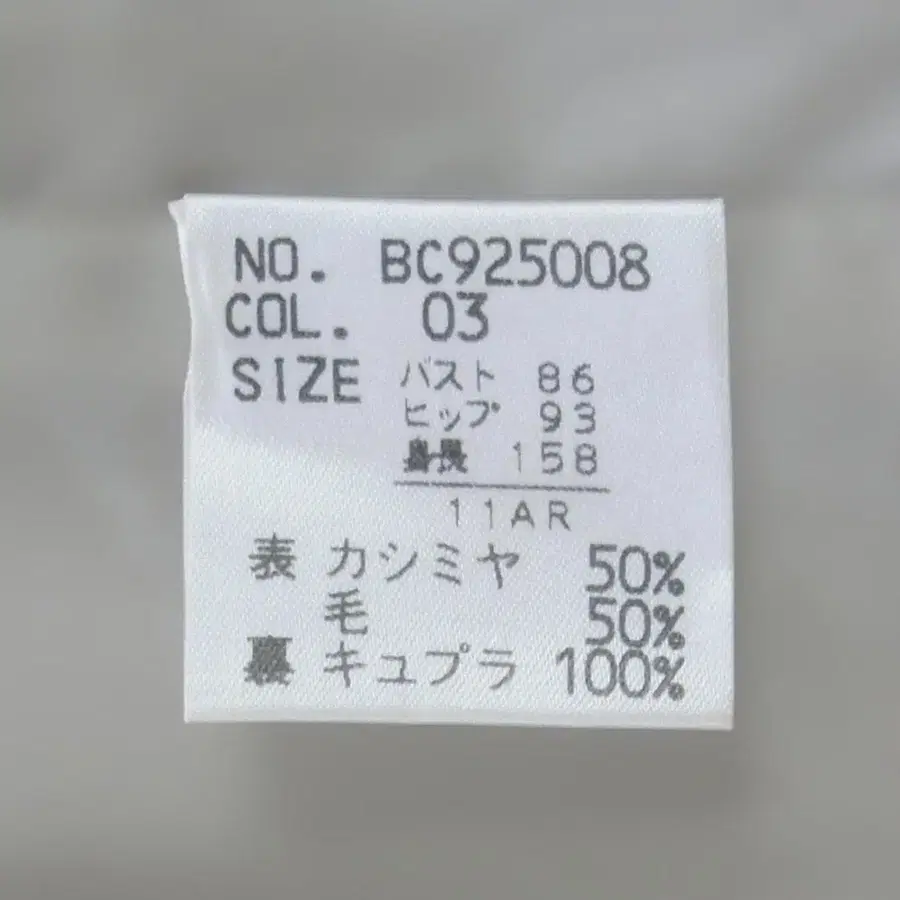 NO. BC925008
COL. 03
SIZE バスト 86
ヒップ 93
身長 158
11AR
表 カシミヤ 50%
毛 50%
裏 キュプラ 100%